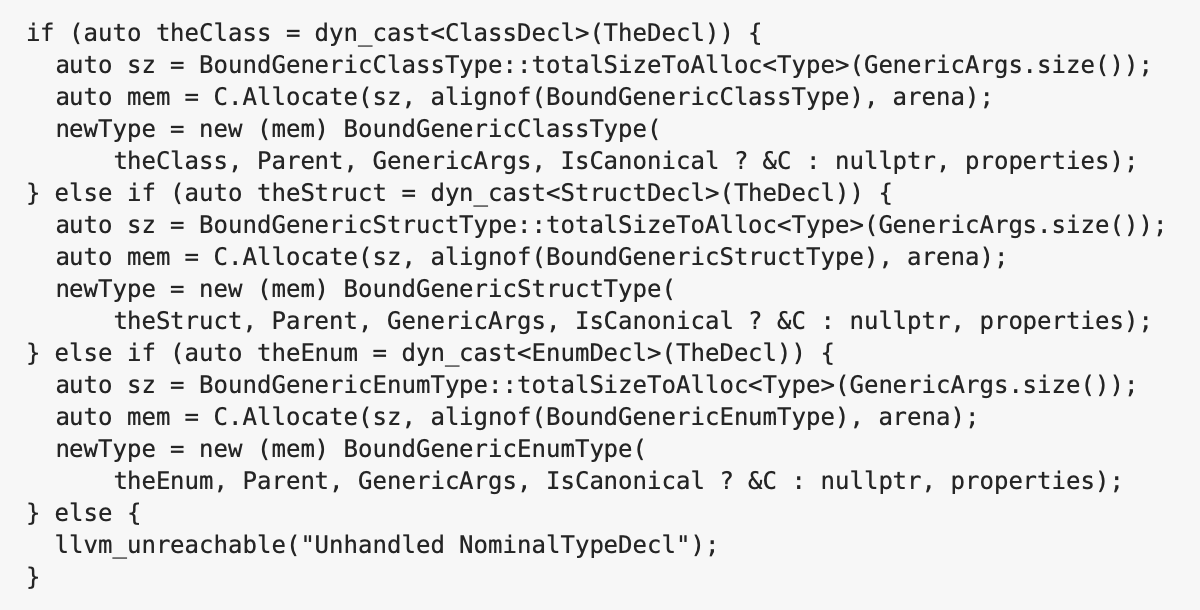 if (auto theClass = dyn_cast<ClassDecl>(TheDecl)) {
  auto sz = BoundGenericClassType::totalSizeToAlloc<Type>(GenericArgs.size());
  auto mem = C.Allocate(sz, alignof(BoundGenericClassType), arena);
  newType = new (mem) BoundGenericClassType(
      theClass, Parent, GenericArgs, IsCanonical ? &C : nullptr, properties);
} else if (auto theStruct = dyn_cast<StructDecl>(TheDecl)) {
  auto sz = BoundGenericStructType::totalSizeToAlloc<Type>(GenericArgs.size());
  auto mem = C.Allocate(sz, alignof(BoundGenericStructType), arena);
  newType = new (mem) BoundGenericStructType(
      theStruct, Parent, GenericArgs, IsCanonical ? &C : nullptr, properties);
} else if (auto theEnum = dyn_cast<EnumDecl>(TheDecl)) {
  auto sz = BoundGenericEnumType::totalSizeToAlloc<Type>(GenericArgs.size());
  auto mem = C.Allocate(sz, alignof(BoundGenericEnumType), arena);
  newType = new (mem) BoundGenericEnumType(
      theEnum, Parent, GenericArgs, IsCanonical ? &C : nullptr, properties);
} else {
  llvm_unreachable("Unhandled NominalTypeDecl");
}